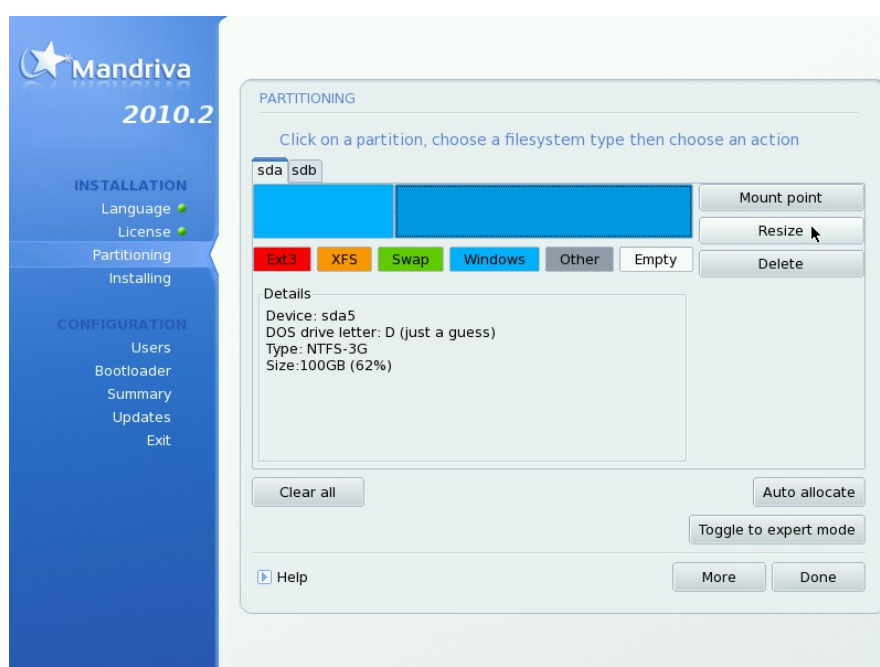 Mandriva
2010.2
INSTALLATION
Language
License
Partitioning
Installing
CONFIGURATION
Users
Bootloader
Summary
Updates
Exit
PARTITIONING
Click on a partition, choose a filesystem type then choose an action
sda sdb
Mount point
Resize
Delete
Ext3 XFS Swap Windows Other Empty
Details
Device: sda5
DOS drive letter: D (just a guess)
Type: NTFS-3G
Size:100GB (62%)
Clear all
Auto allocate
Toggle to expert mode
Help
More
Done